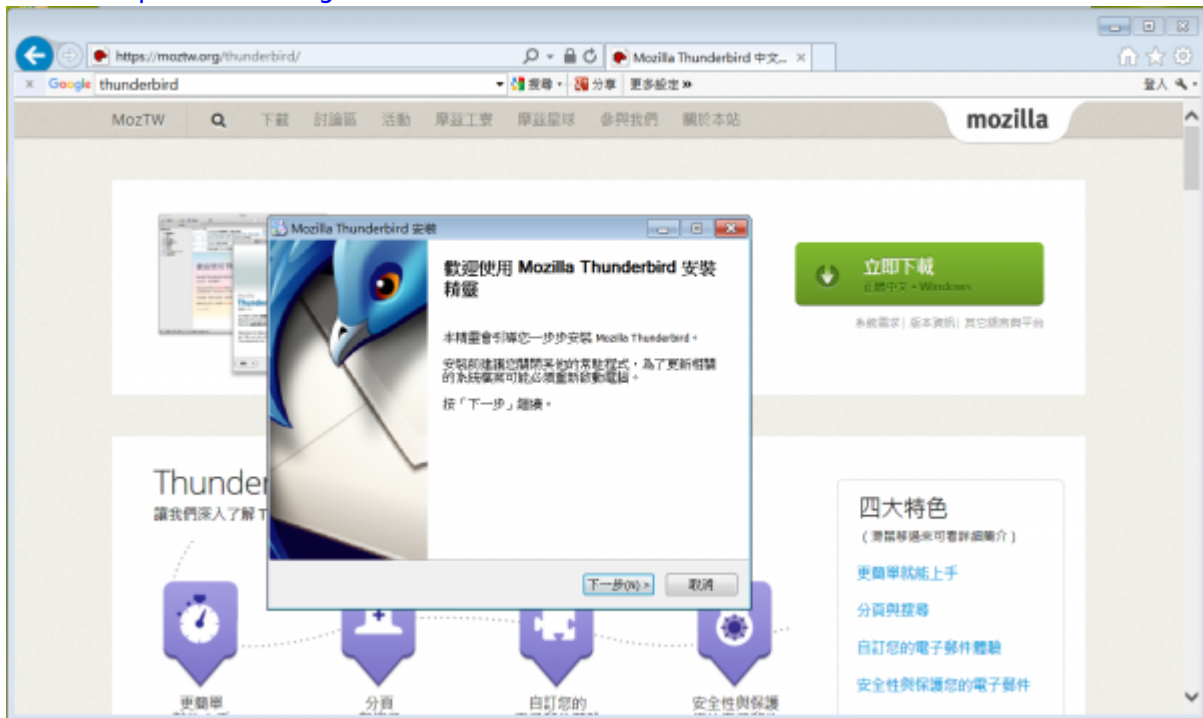 https://moztw.org/thunderbird/
Mozilla Thunderbird 中文...
Google thunderbird
搜尋
分享
更多設定 »
登入
MozTW
下載
討論區
活動
摩茲工寮
摩茲星球
參與我們
關於本站
mozilla
立即下載
正體中文 • Windows
系統需求 | 版本資訊 | 其它語言與平台
Mozilla Thunderbird 安裝
歡迎使用 Mozilla Thunderbird 安裝
精靈
本精靈會引導您一步步安裝 Mozilla Thunderbird。
安裝前建議您關閉其他的常駐程式,為了更新相關
的系統檔案可能必須重新啟動電腦。
按「下一步」繼續。
下一步(N) >
取消
讓我們深入了解
四大特色
(滑鼠移過來可看詳細簡介)
更簡單就能上手
分頁與搜尋
自訂您的電子郵件體驗
安全性與保護您的電子郵件
更簡單
分頁
自訂您的
安全性與保護